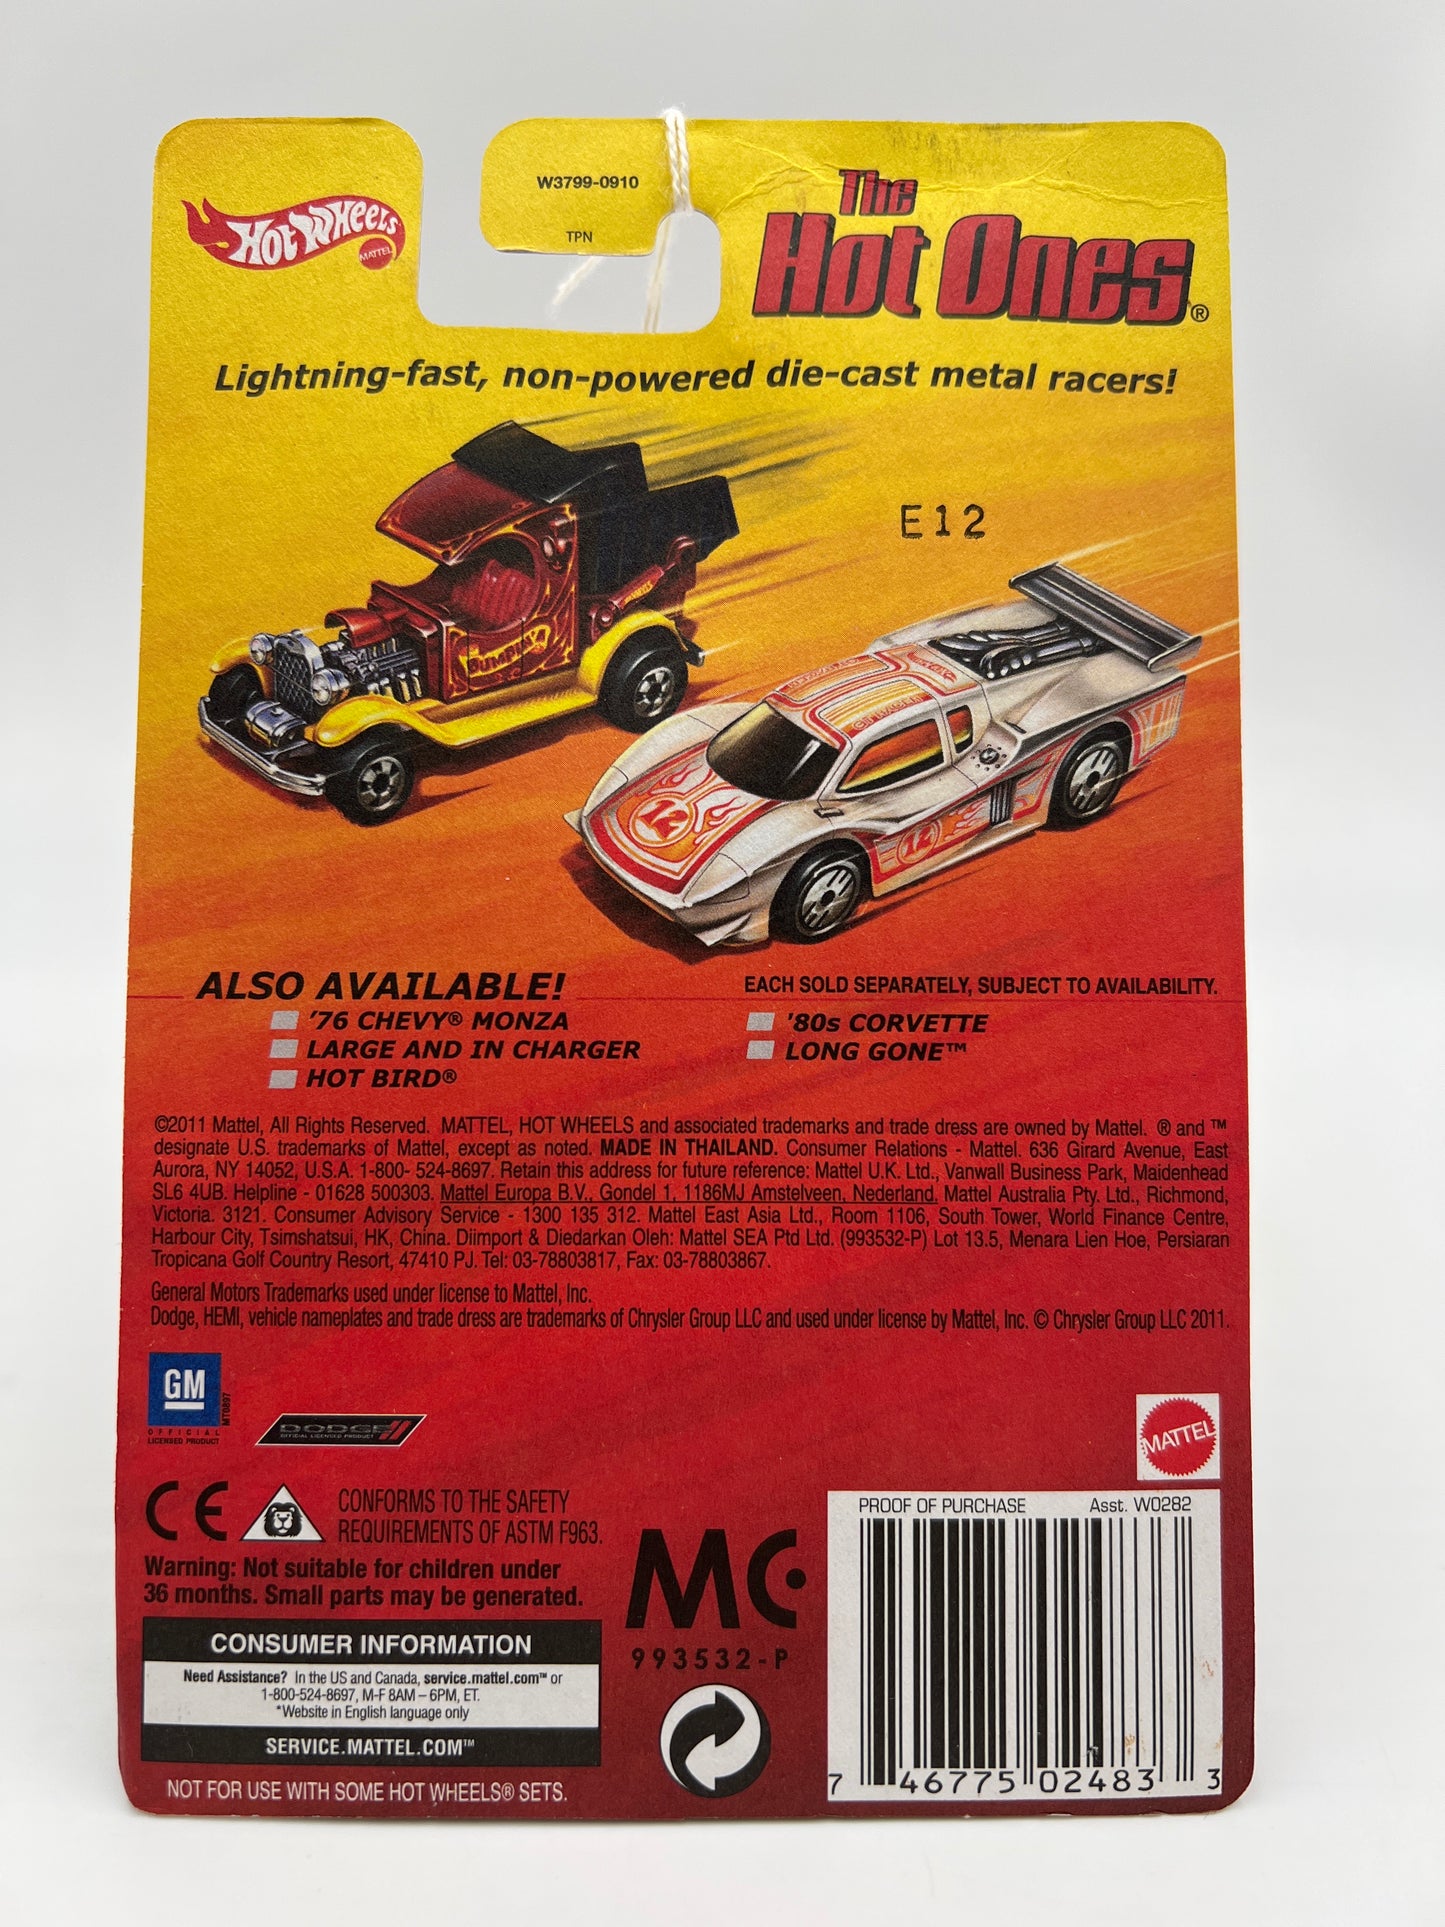 HOT WHEELS
MATTEL
W3799-0910
TPN
The
Hot Ones®
Lightning-fast, non-powered die-cast metal racers!
E12
BUMPIN'
12
12
ALSO AVAILABLE!
EACH SOLD SEPARATELY, SUBJECT TO AVAILABILITY.
'76 CHEVY® MONZA
LARGE AND IN CHARGER
HOT BIRD®
'80s CORVETTE
LONG GONE™
©2011 Mattel, All Rights Reserved. MATTEL, HOT WHEELS and associated trademarks and trade dress are owned by Mattel. ® and ™
designate U.S. trademarks of Mattel, except as noted. MADE IN THAILAND. Consumer Relations - Mattel. 636 Girard Avenue, East
Aurora, NY 14052, U.S.A. 1-800- 524-8697. Retain this address for future reference: Mattel U.K. Ltd., Vanwall Business Park, Maidenhead
SL6 4UB. Helpline - 01628 500303. Mattel Europa B.V., Gondel 1, 1186MJ Amstelveen, Nederland. Mattel Australia Pty. Ltd., Richmond,
Victoria. 3121. Consumer Advisory Service - 1300 135 312. Mattel East Asia Ltd., Room 1106, South Tower, World Finance Centre,
Harbour City, Tsimshatsui, HK, China. Diimport & Diedarkan Oleh: Mattel SEA Ptd Ltd. (993532-P) Lot 13.5, Menara Lien Hoe, Persiaran
Tropicana Golf Country Resort, 47410 PJ. Tel: 03-78803817, Fax: 03-78803867.
General Motors Trademarks used under license to Mattel, Inc.
Dodge, HEMI, vehicle nameplates and trade dress are trademarks of Chrysler Group LLC and used under license by Mattel, Inc. © Chrysler Group LLC 2011.
GM
MT0897
OFFICIAL
LICENSED PRODUCT
DODGE
OFFICIAL LICENSED PRODUCT
MATTEL
CE
CONFORMS TO THE SAFETY
REQUIREMENTS OF ASTM F963.
Warning: Not suitable for children under
36 months. Small parts may be generated.
CONSUMER INFORMATION
Need Assistance? In the US and Canada, service.mattel.com™ or
1-800-524-8697, M-F 8AM – 6PM, ET.
*Website in English language only
SERVICE.MATTEL.COM™
NOT FOR USE WITH SOME HOT WHEELS® SETS.
MC
993532-P
PROOF OF PURCHASE Asst. W0282
7 46775 02483 3